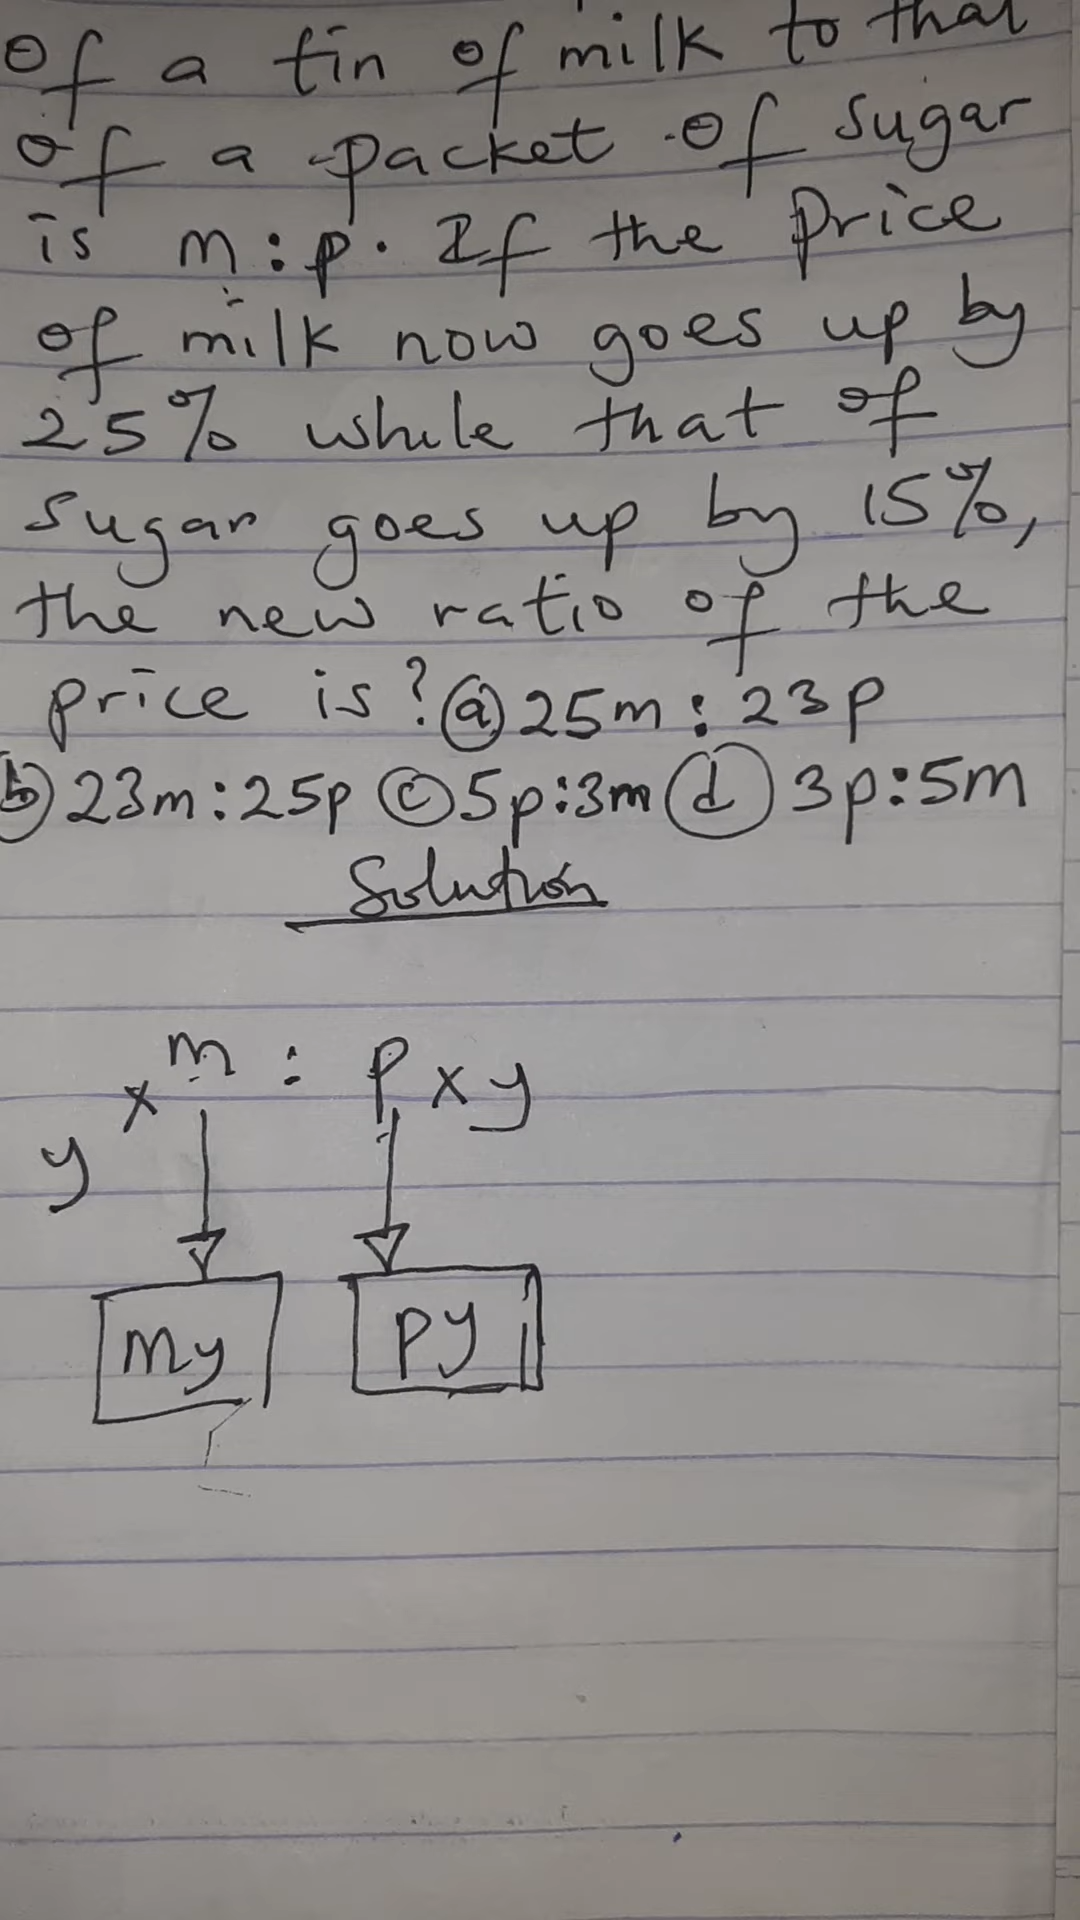 of a tin of milk to that
of a packet of sugar
is m:p. If the price
of milk now goes up by
25% while that of
sugar goes up by 15%,
the new ratio of the
price is? (a) 25m : 23p
(b) 23m:25p (c) 5p:3m (d) 3p:5m
Solution
y x m : p x y
my py